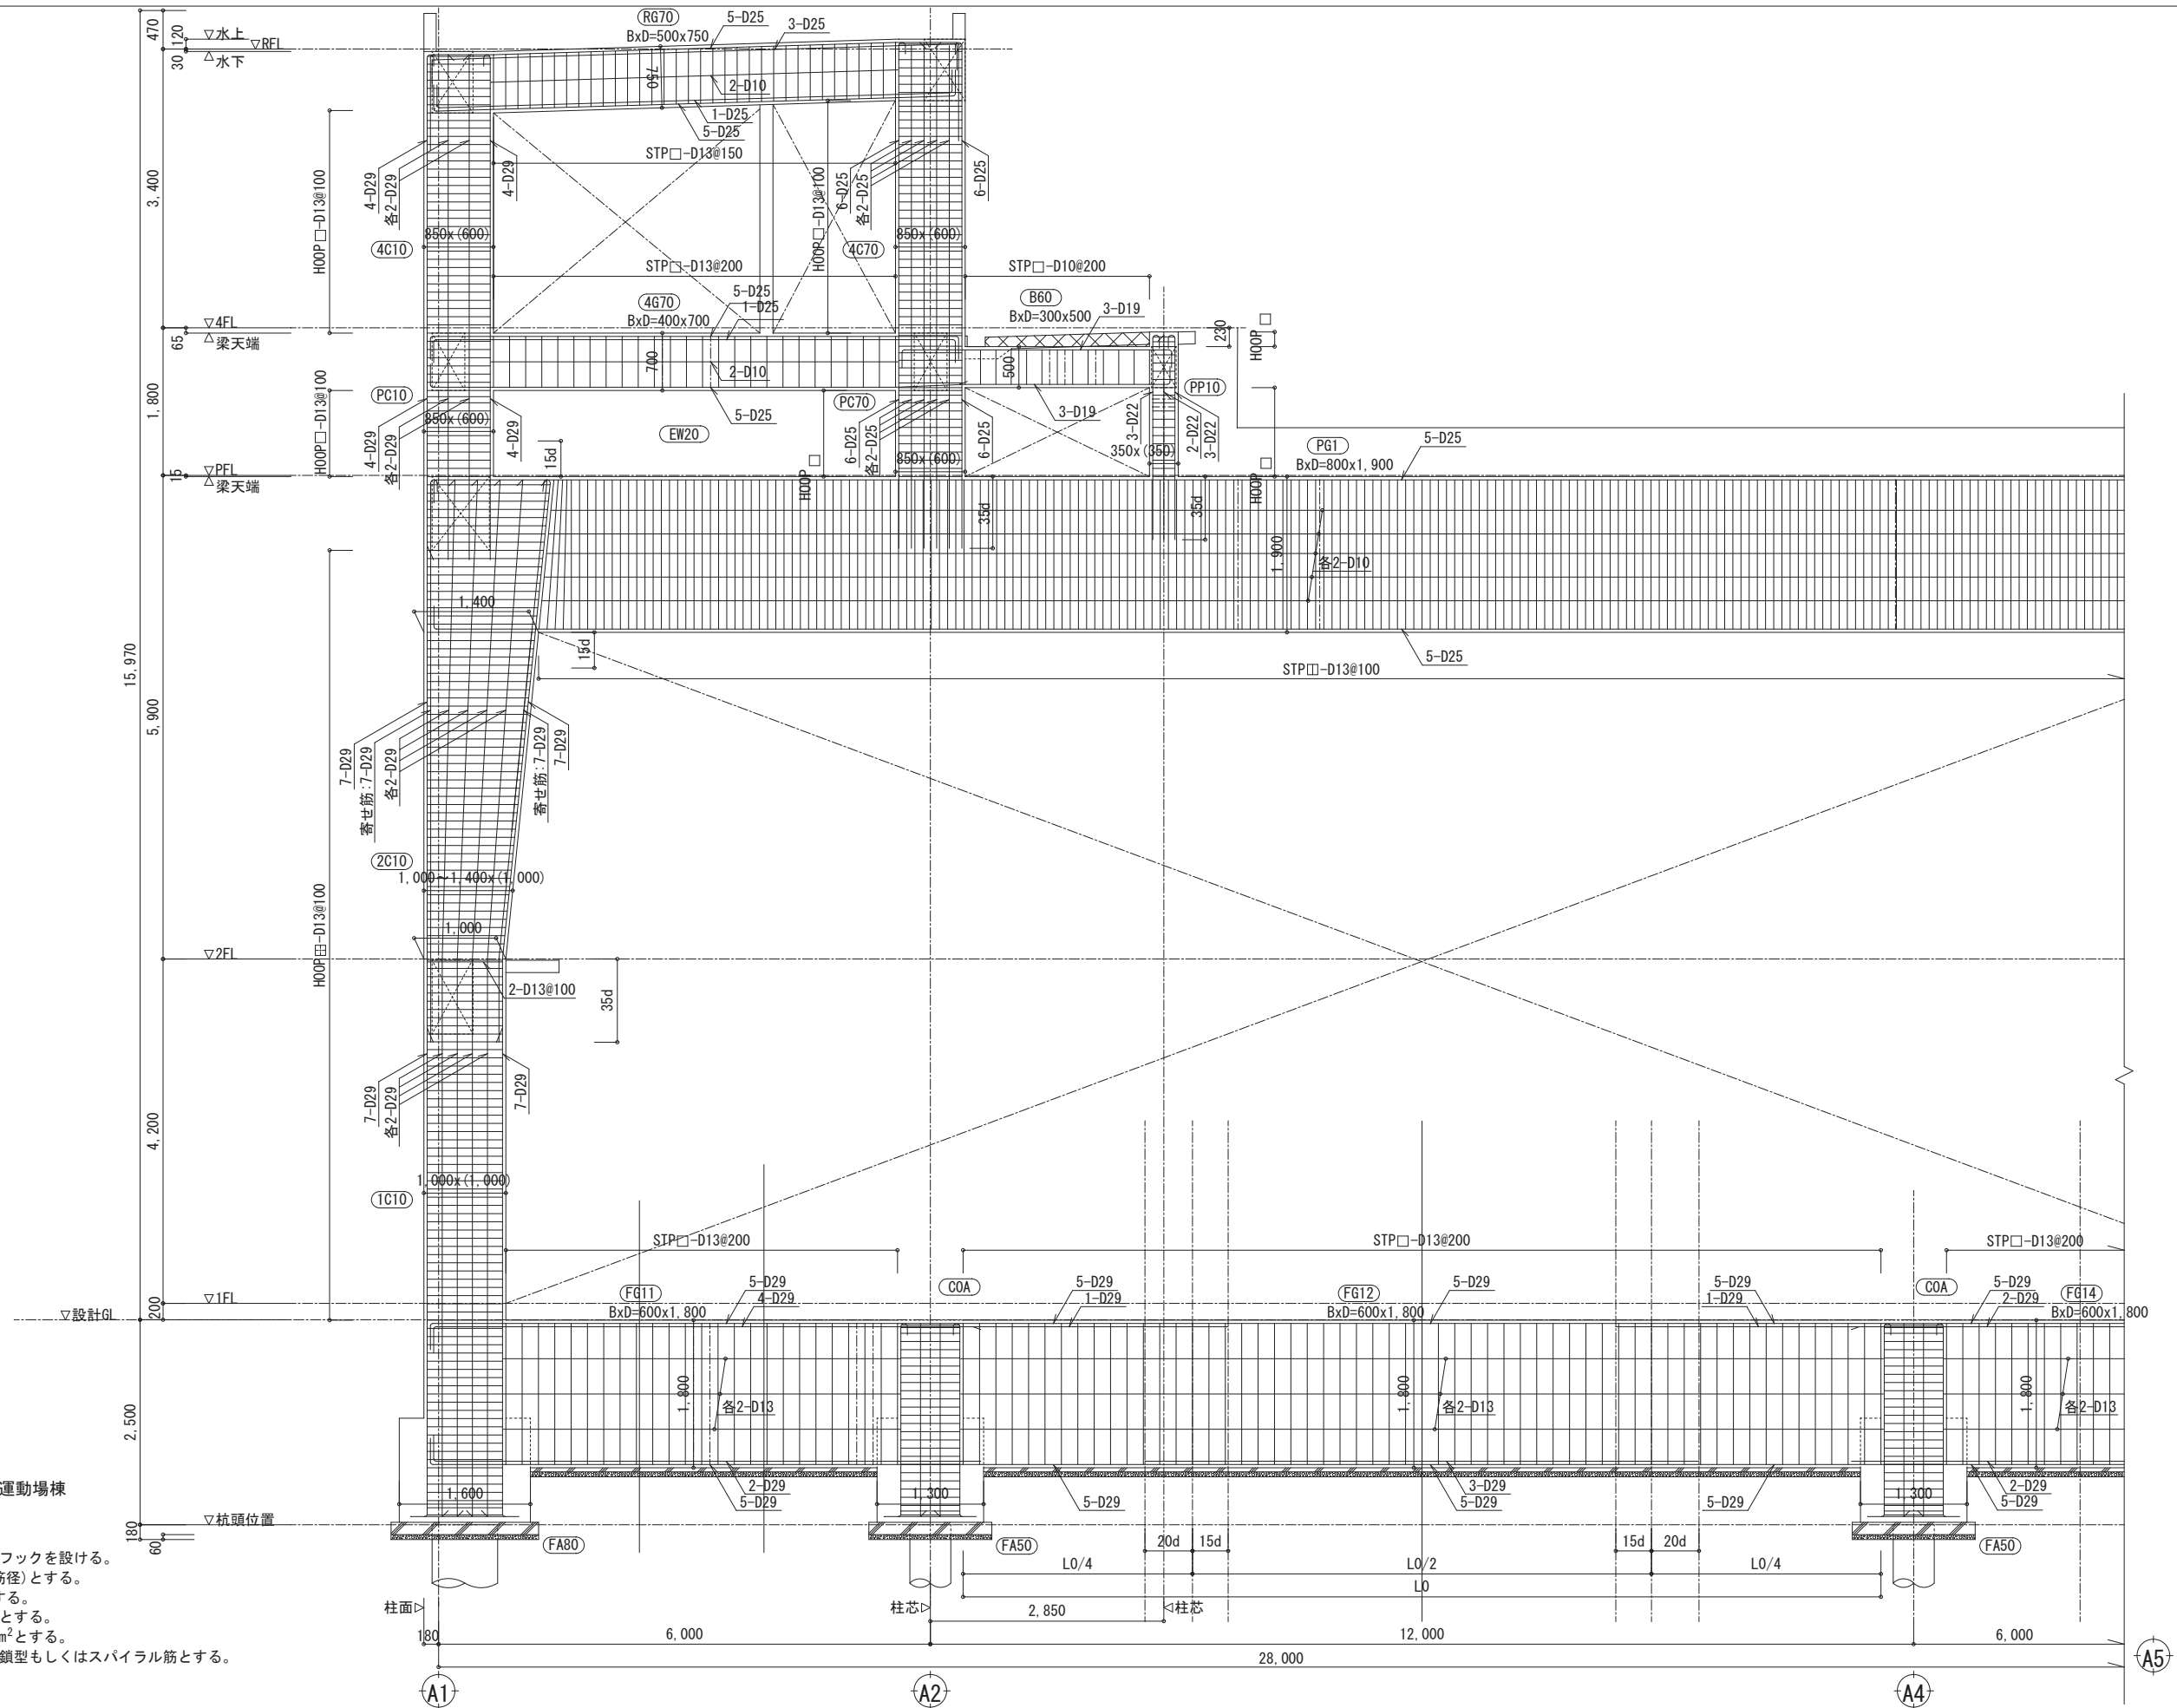 470
120
30
▽水上
▽RFL
△水下
RG70
BxD=500x750
5-D25
3-D25
750
2-D10
1-D25
5-D25
STP□-D13@150
3,400
HOOP□-D13@100
4-D29
各2-D29
4-D29
850x(600)
4C10
HOOP□-D13@100
6-D25
各2-D25
6-D25
850x(600)
4C70
STP□-D13@200
STP□-D10@200
4G70
BxD=400x700
5-D25
1-D25
B60
BxD=300x500
3-D19
230
HOOP□
▽4FL
65
△梁天端
700
2-D10
500
5-D25
3-D19
1,800
HOOP□-D13@100
PC10
850x(600)
4-D29
各2-D29
4-D29
EW20
15d
PC70
HOOP□
6-D25
各2-D25
850x(600)
6-D25
PP10
3-D22
2-D22
3-D22
350x(350)
HOOP□
HOOP□
PG1
BxD=800x1,900
5-D25
▽PFL
15
△梁天端
35d
35d
1,900
各2-D10
1,400
15d
5-D25
STP□-D13@100
15,970
5,900
7-D29
寄せ筋:7-D29
各2-D29
寄せ筋:7-D29
7-D29
2C10
1,000~1,400x(1,000)
HOOP田-D13@100
1,000
▽2FL
2-D13@100
35d
4,200
7-D29
各2-D29
7-D29
1C10
1,000x(1,000)
STP□-D13@200
STP□-D13@200
STP□-D13@200
200
▽1FL
▽設計GL
FG11
BxD=600x1,800
5-D29
4-D29
COA
5-D29
1-D29
FG12
BxD=600x1,800
5-D29
5-D29
1-D29
COA
5-D29
2-D29
FG14
BxD=600x1,800
1,800
各2-D13
1,800
各2-D13
1,800
各2-D13
2,500
運動場棟
1,600
2-D29
5-D29
1,300
5-D29
3-D29
5-D29
5-D29
1,300
2-D29
5-D29
▽杭頭位置
180
60
FA80
FA50
FA50
20d
15d
15d
20d
L0/4
L0/2
L0/4
L0
フックを設ける。
筋径)とする。
する。
とする。
m²とする。
鎖型もしくはスパイラル筋とする。
柱面▷
柱芯▷
2,850
◁柱芯
180
6,000
12,000
6,000
28,000
A1
A2
A4
A5